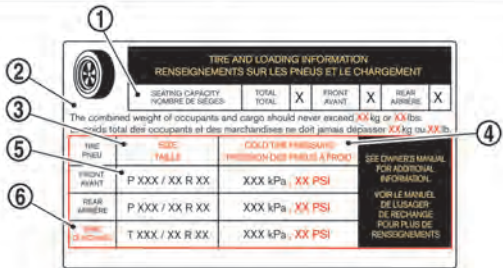 ①
TIRE AND LOADING INFORMATION
RENSEIGNEMENTS SUR LES PNEUS ET LE CHARGEMENT
②
SEATING CAPACITY NOMBRE DE SIÈGES TOTAL TOTAL X FRONT AVANT X REAR ARRIÈRE X
The combined weight of occupants and cargo should never exceed XX kg or XX lbs.
poids total des occupants et des marchandises ne doit jamais dépasser XX kg ou XX lb.
③
④
TIRE PNEU SIZE TAILLE COLD TIRE PRESSURE PRESSION DES PNEUS À FROID
⑤
FRONT AVANT P XXX / XX R XX XXX kPa , XX PSI
REAR ARRIÈRE P XXX / XX R XX XXX kPa , XX PSI
⑥
T XXX / XX R XX XXX kPa , XX PSI
SEE OWNER'S MANUAL
FOR ADDITIONAL
INFORMATION.
VOIR LE MANUEL
DE L'USAGER
DE RECHANGE
POUR PLUS DE
RENSEIGNEMENTS